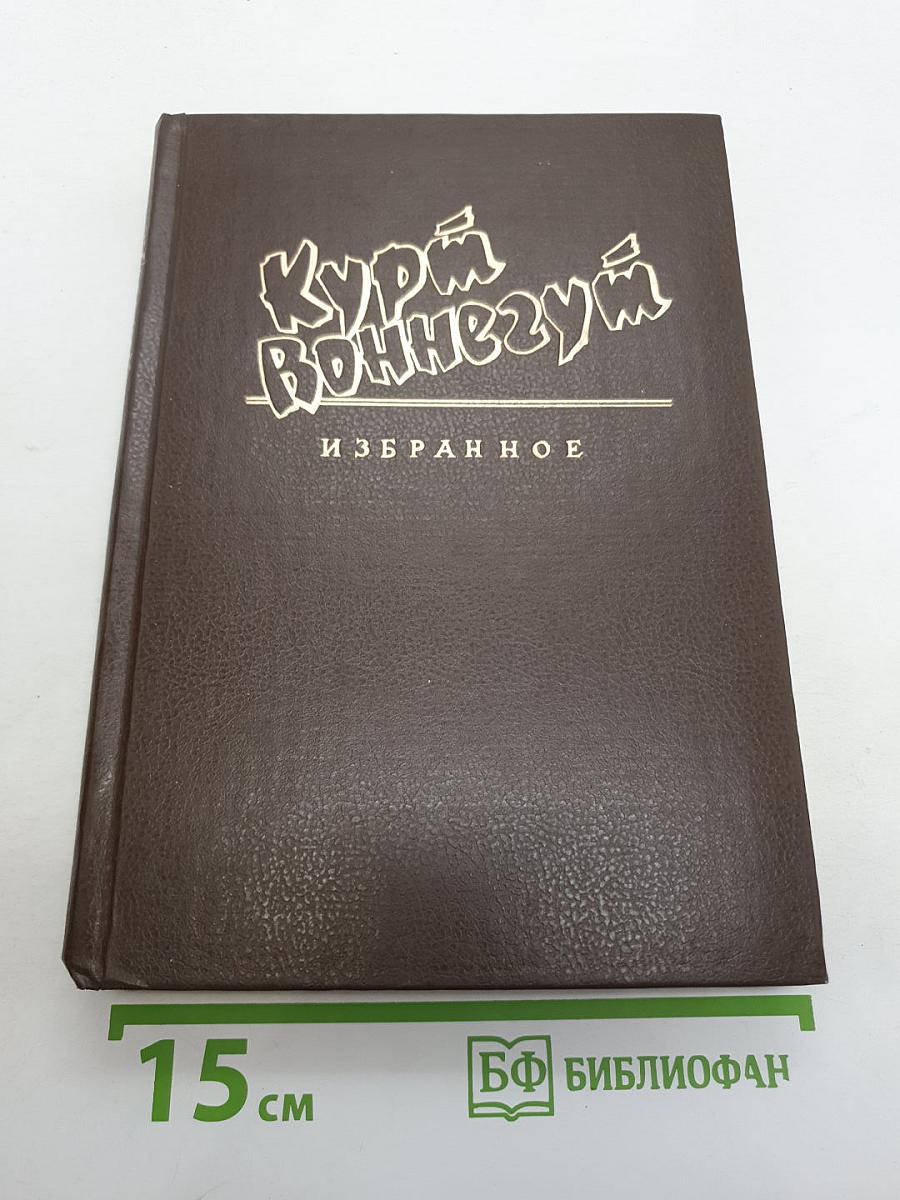 Курт
Воннегут
ИЗБРАННОЕ
15 см
БФ БИБЛИОФАН